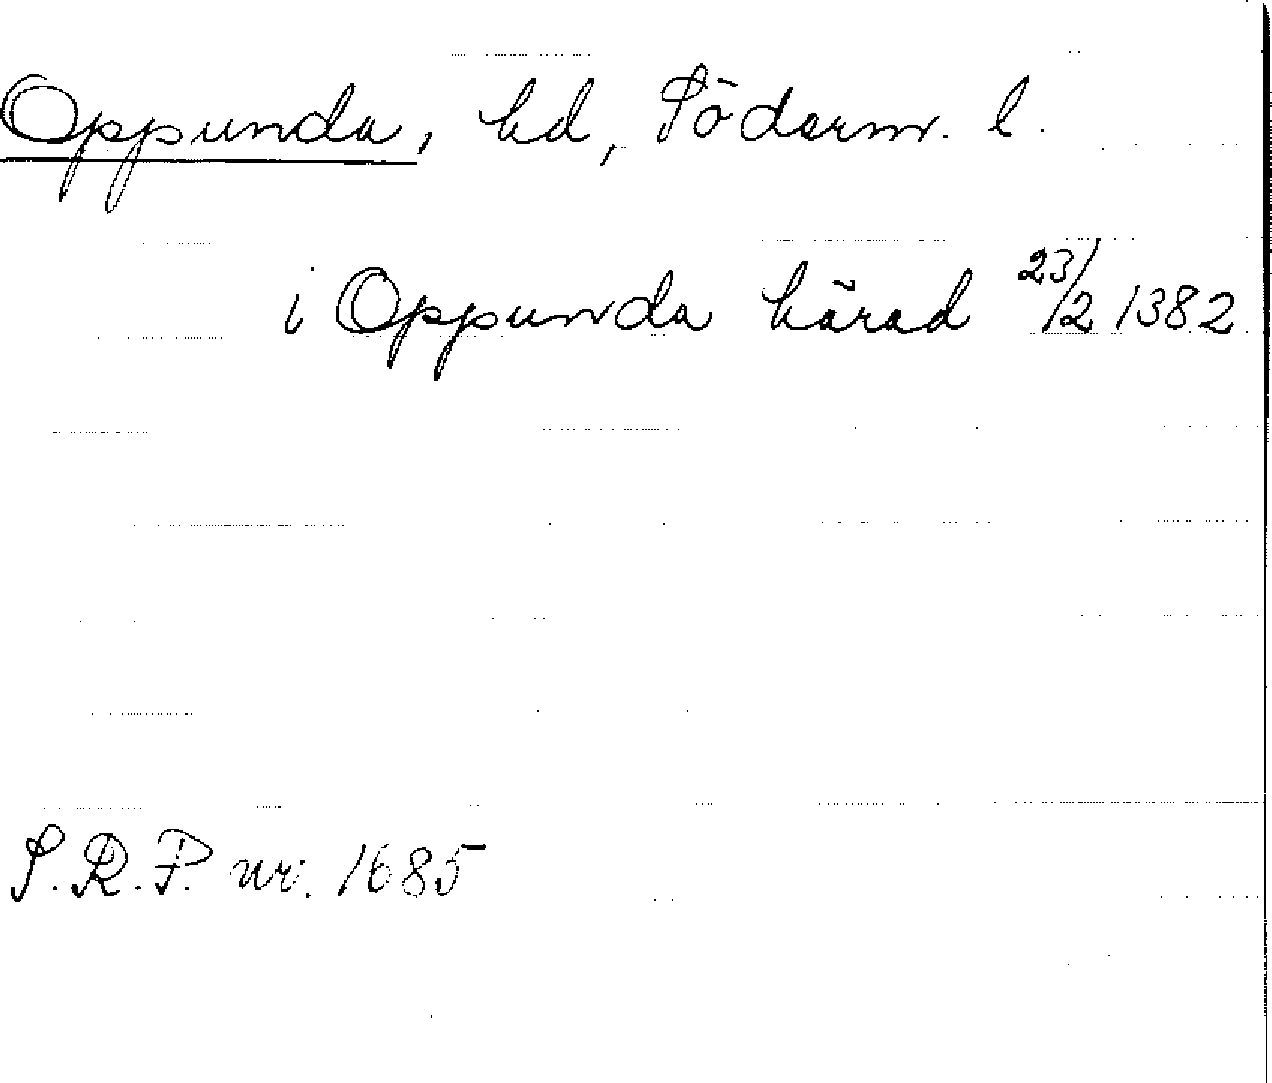 Oppunda, hd, Söderm. l.
i Oppunda härad 23/2 1382
S.R.P. nr. 1685